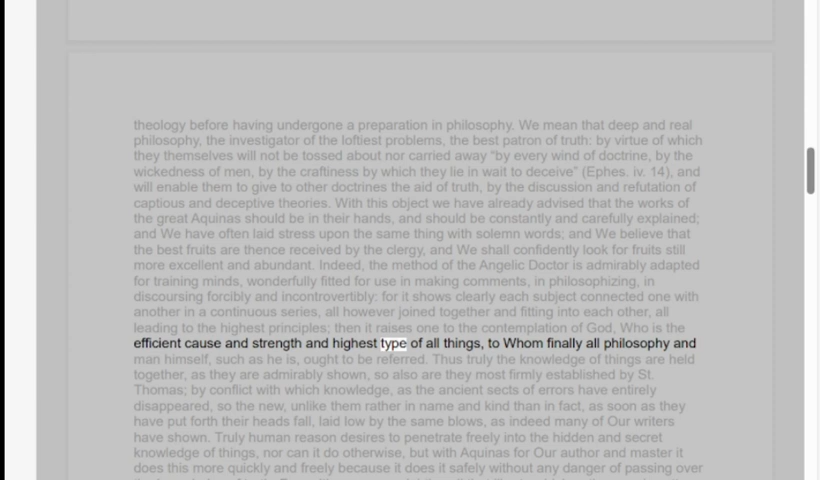 theology before having undergone a preparation in philosophy. We mean that deep and real
philosophy, the investigator of the loftiest problems, the best patron of truth: by virtue of which
they themselves will not be tossed about nor carried away “by every wind of doctrine, by the
wickedness of men, by the craftiness by which they lie in wait to deceive” (Ephes. iv. 14), and
will enable them to give to other doctrines the aid of truth, by the discussion and refutation of
captious and deceptive theories. With this object we have already advised that the works of
the great Aquinas should be in their hands, and should be constantly and carefully explained;
and We have often laid stress upon the same thing with solemn words; and We believe that
the best fruits are thence received by the clergy, and We shall confidently look for fruits still
more excellent and abundant. Indeed, the method of the Angelic Doctor is admirably adapted
for training minds, wonderfully fitted for use in making comments, in philosophizing, in
discoursing forcibly and incontrovertibly: for it shows clearly each subject connected one with
another in a continuous series, all however joined together and fitting into each other, all
leading to the highest principles; then it raises one to the contemplation of God, Who is the
efficient cause and strength and highest type of all things, to Whom finally all philosophy and
man himself, such as he is, ought to be referred. Thus truly the knowledge of things are held
together, as they are admirably shown, so also are they most firmly established by St.
Thomas; by conflict with which knowledge, as the ancient sects of errors have entirely
disappeared, so the new, unlike them rather in name and kind than in fact, as soon as they
have put forth their heads fall, laid low by the same blows, as indeed many of Our writers
have shown. Truly human reason desires to penetrate freely into the hidden and secret
knowledge of things, nor can it do otherwise, but with Aquinas for Our author and master it
does this more quickly and freely because it does it safely without any danger of passing over